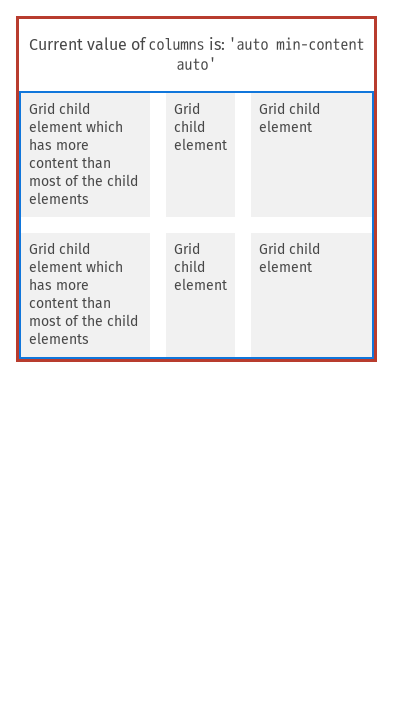 Current value of columns is: 'auto min-content
auto'
Grid child
element which
has more
content than
most of the child
elements
Grid
child
element
Grid child
element
Grid child
element which
has more
content than
most of the child
elements
Grid
child
element
Grid child
element